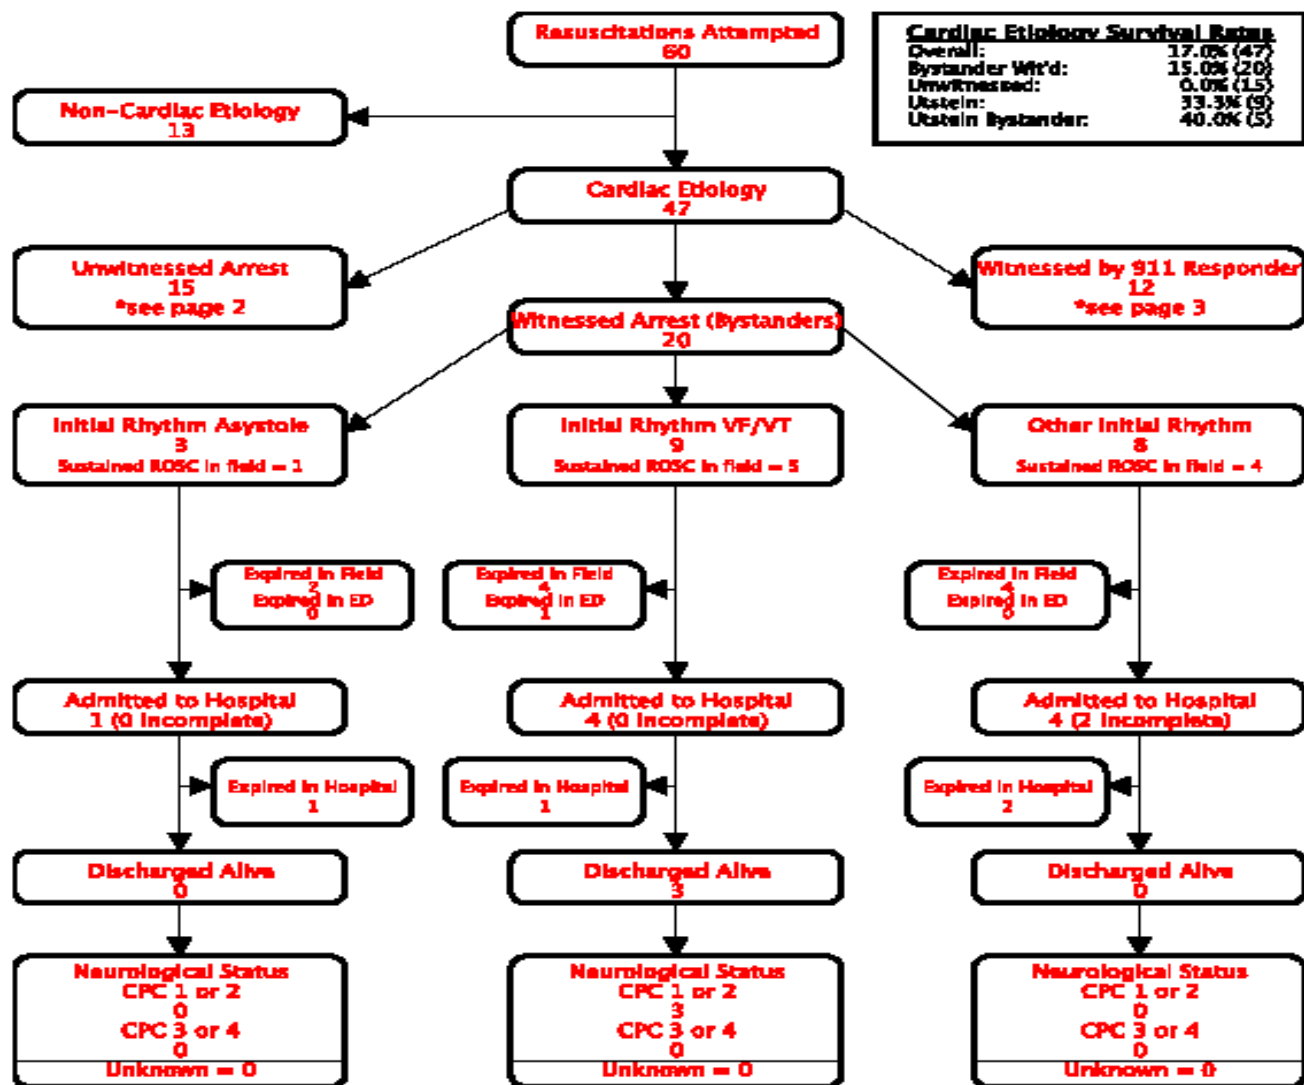 Resuscitations Attempted
60
Cardiac Etiology Survival Rates
Overall: 17.0% (47)
Bystander Wit'd: 15.0% (20)
Unwitnessed: 0.0% (15)
Utstein: 33.3% (9)
Utstein Bystander: 40.0% (5)
Non-Cardiac Etiology
13
Cardiac Etiology
47
Unwitnessed Arrest
15
*see page 2
Witnessed by 911 Responder
12
*see page 3
Witnessed Arrest (Bystanders)
20
Initial Rhythm Asystole
3
Sustained ROSC in field = 1
Initial Rhythm VF/VT
9
Sustained ROSC in field = 5
Other Initial Rhythm
8
Sustained ROSC in field = 4
Expired in Field
2
Expired in ED
0
Expired in Field
4
Expired in ED
1
Expired in Field
4
Expired in ED
0
Admitted to Hospital
1 (0 incomplete)
Admitted to Hospital
4 (0 incomplete)
Admitted to Hospital
4 (2 incomplete)
Expired in Hospital
1
Expired in Hospital
1
Expired in Hospital
2
Discharged Alive
0
Discharged Alive
3
Discharged Alive
0
Neurological Status
CPC 1 or 2
0
CPC 3 or 4
0
Unknown = 0
Neurological Status
CPC 1 or 2
3
CPC 3 or 4
0
Unknown = 0
Neurological Status
CPC 1 or 2
0
CPC 3 or 4
0
Unknown = 0